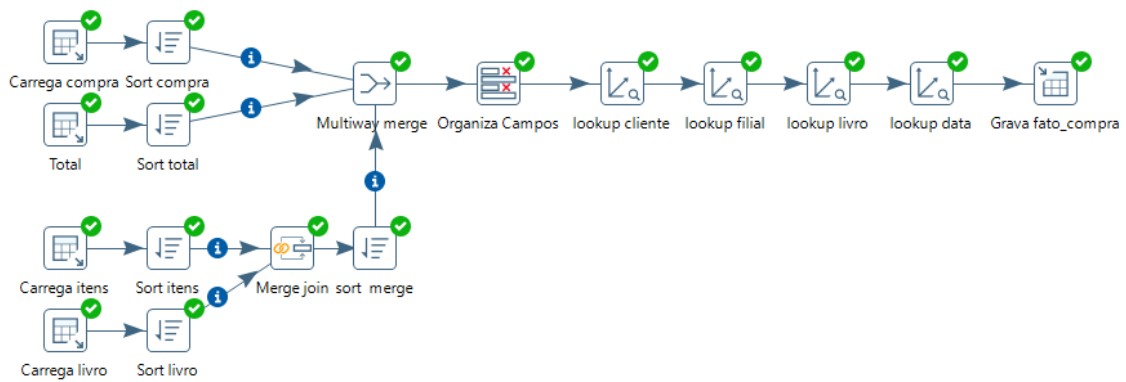 Carrega compra
Sort compra
Total
Sort total
Multiway merge
Organiza Campos
lookup cliente
lookup filial
lookup livro
lookup data
Grava fato_compra
Carrega itens
Sort itens
Merge join
sort merge
Carrega livro
Sort livro